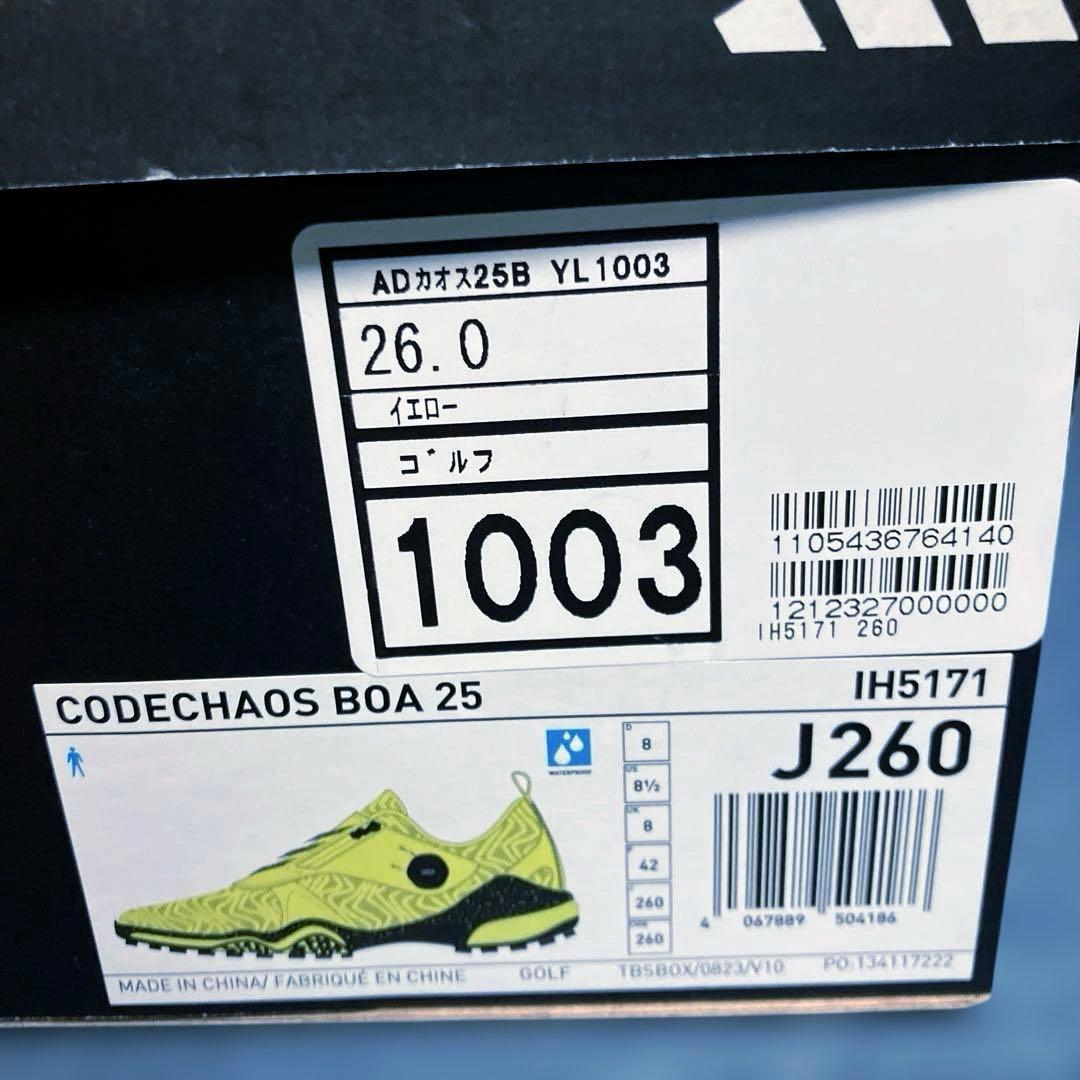 ADカオス25B YL1003
26.0
イエロー
ゴルフ
1003
1105436764140
1212327000000
IH5171 260
CODECHAOS BOA 25
IH5171
J260
WATERPROOF
D
8
US
8½
UK
8
F
42
J
260
CHN
260
4 067889 504186
MADE IN CHINA/ FABRIQUÉ EN CHINE
GOLF
TBSBOX/0823/V10
PO:134117222